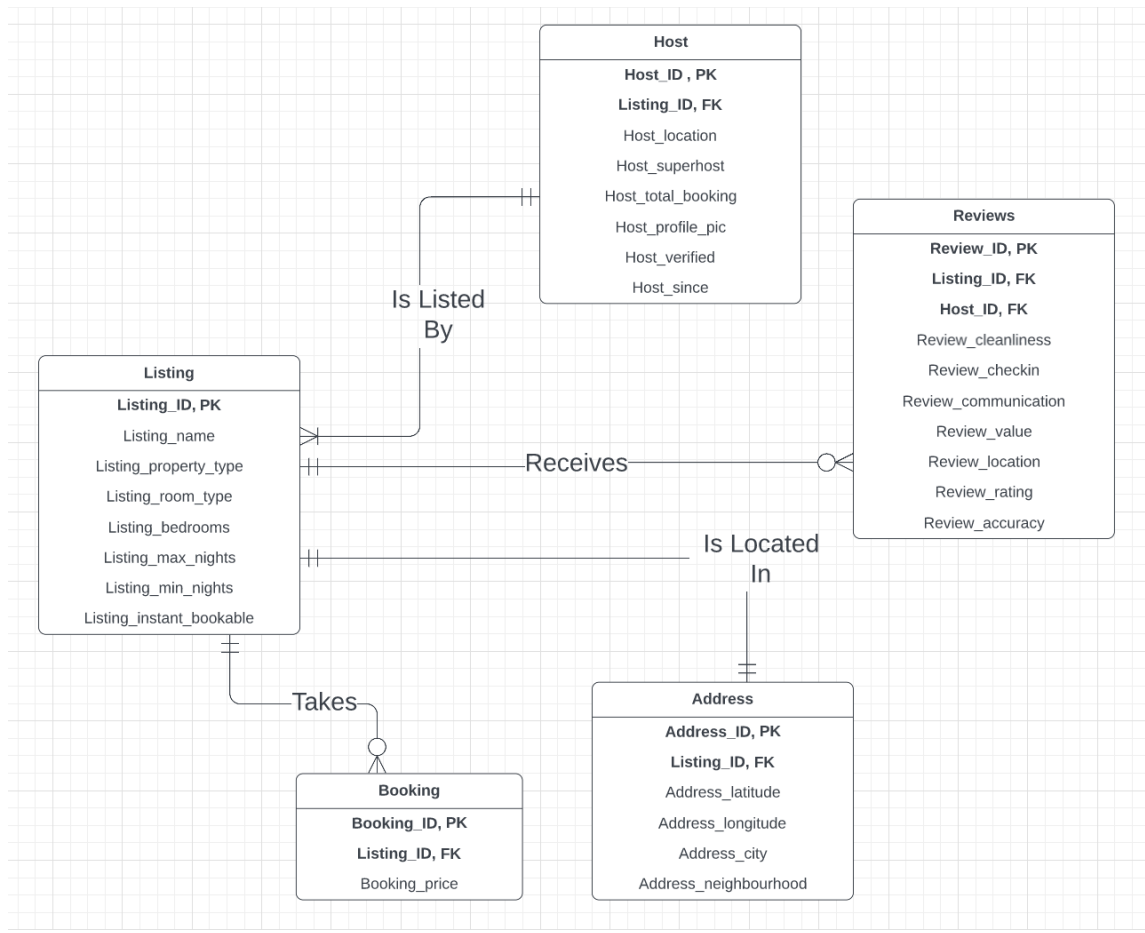 Host
Host_ID , PK
Listing_ID, FK
Host_location
Host_superhost
Host_total_booking
Host_profile_pic
Host_verified
Host_since
Reviews
Review_ID, PK
Listing_ID, FK
Host_ID, FK
Review_cleanliness
Review_checkin
Review_communication
Review_value
Review_location
Review_rating
Review_accuracy
Is Listed
By
Listing
Listing_ID, PK
Listing_name
Listing_property_type
Listing_room_type
Listing_bedrooms
Listing_max_nights
Listing_min_nights
Listing_instant_bookable
Receives
Is Located
In
Takes
Address
Address_ID, PK
Listing_ID, FK
Address_latitude
Address_longitude
Address_city
Address_neighbourhood
Booking
Booking_ID, PK
Listing_ID, FK
Booking_price